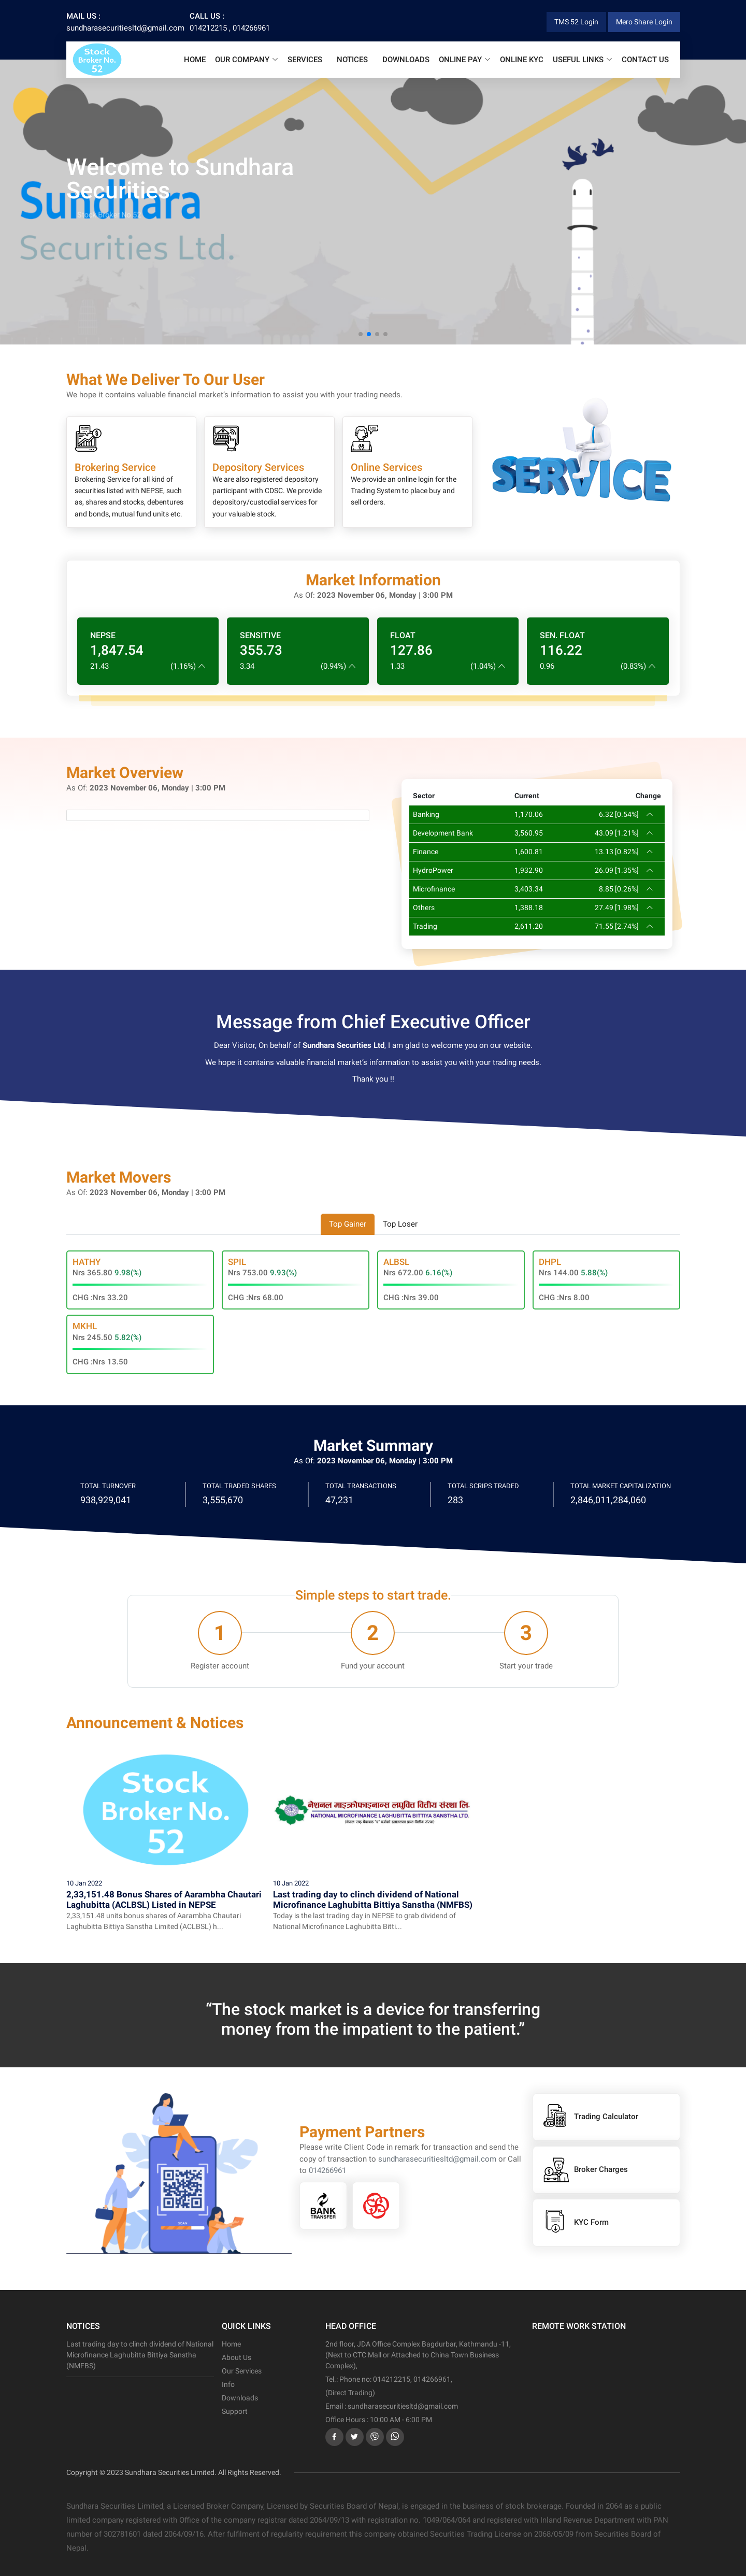 MAIL US :
sundharasecuritiesltd@gmail.com
CALL US :
014212215 , 014266961
TMS 52 Login
Mero Share Login
Stock
Broker No.
52
HOME OUR COMPANY SERVICES NOTICES DOWNLOADS ONLINE PAY ONLINE KYC USEFUL LINKS CONTACT US
Welcome to Sundhara
Securities
Sundhara
Securities Ltd.
What We Deliver To Our User
We hope it contains valuable financial market's information to assist you with your trading needs.
Brokering Service
Brokering Service for all kind of
securities listed with NEPSE, such
as, shares and stocks, debentures
and bonds, mutual fund units etc.
Depository Services
We are also registered depository
participant with CDSC. We provide
depository/custodial services for
your valuable stock.
Online Services
We provide an online login for the
Trading System to place buy and
sell orders.
SERVICE
Market Information
As Of: 2023 November 06, Monday | 3:00 PM
NEPSE
1,847.54
21.43 (1.16%)
SENSITIVE
355.73
3.34 (0.94%)
FLOAT
127.86
1.33 (1.04%)
SEN. FLOAT
116.22
0.96 (0.83%)
Market Overview
As Of: 2023 November 06, Monday | 3:00 PM
Sector Current Change
Banking 1,170.06 6.32 [0.54%]
Development Bank 3,560.95 43.09 [1.21%]
Finance 1,600.81 13.13 [0.82%]
HydroPower 1,932.90 26.09 [1.35%]
Microfinance 3,403.34 8.85 [0.26%]
Others 1,388.18 27.49 [1.98%]
Trading 2,611.20 71.55 [2.74%]
Message from Chief Executive Officer
Dear Visitor, On behalf of Sundhara Securities Ltd, I am glad to welcome you on our website.
We hope it contains valuable financial market's information to assist you with your trading needs.
Thank you !!
Market Movers
As Of: 2023 November 06, Monday | 3:00 PM
Top Gainer Top Loser
HATHY
Nrs 365.80 9.98(%)
CHG :Nrs 33.20
SPIL
Nrs 753.00 9.93(%)
CHG :Nrs 68.00
ALBSL
Nrs 672.00 6.16(%)
CHG :Nrs 39.00
DHPL
Nrs 144.00 5.88(%)
CHG :Nrs 8.00
MKHL
Nrs 245.50 5.82(%)
CHG :Nrs 13.50
Market Summary
As Of: 2023 November 06, Monday | 3:00 PM
TOTAL TURNOVER
938,929,041
TOTAL TRADED SHARES
3,555,670
TOTAL TRANSACTIONS
47,231
TOTAL SCRIPS TRADED
283
TOTAL MARKET CAPITALIZATION
2,846,011,284,060
Simple steps to start trade.
1
Register account
2
Fund your account
3
Start your trade
Announcement & Notices
Stock
Broker No.
52
10 Jan 2022
2,33,151.48 Bonus Shares of Aarambha Chautari
Laghubitta (ACLBSL) Listed in NEPSE
2,33,151.48 units bonus shares of Aarambha Chautari
Laghubitta Bittiya Sanstha Limited (ACLBSL) h...
नेशनल माइक्रोफाइनान्स लघुवित्त वित्तीय संस्था लि.
NATIONAL MICROFINANCE LAGHUBITTA BITTIYA SANSTHA LTD.
10 Jan 2022
Last trading day to clinch dividend of National
Microfinance Laghubitta Bittiya Sanstha (NMFBS)
Today is the last trading day in NEPSE to grab dividend of
National Microfinance Laghubitta Bitti...
“The stock market is a device for transferring
money from the impatient to the patient.”
Payment Partners
Please write Client Code in remark for transaction and send the
copy of transaction to sundharasecuritiesltd@gmail.com or Call
to 014266961
BANK
TRANSFER
Trading Calculator
Broker Charges
KYC Form
NOTICES
Last trading day to clinch dividend of National
Microfinance Laghubitta Bittiya Sanstha
(NMFBS)
QUICK LINKS
Home
About Us
Our Services
Info
Downloads
Support
HEAD OFFICE
2nd floor, JDA Office Complex Bagdurbar, Kathmandu -11,
(Next to CTC Mall or Attached to China Town Business
Complex),
Tel.: Phone no: 014212215, 014266961,
(Direct Trading)
Email : sundharasecuritiesltd@gmail.com
Office Hours : 10:00 AM - 6:00 PM
REMOTE WORK STATION
Copyright © 2023 Sundhara Securities Limited. All Rights Reserved.
Sundhara Securities Limited, a Licensed Broker Company, Licensed by Securities Board of Nepal, is engaged in the business of stock brokerage. Founded in 2064 as a public
limited company registered with Office of the company registrar dated 2064/09/13 with registration no. 1049/064/064 and registered with Inland Revenue Department with PAN
number of 302781601 dated 2064/09/16. After fulfilment of regularity requirement this company obtained Securities Trading License on 2068/05/09 from Securities Board of
Nepal.